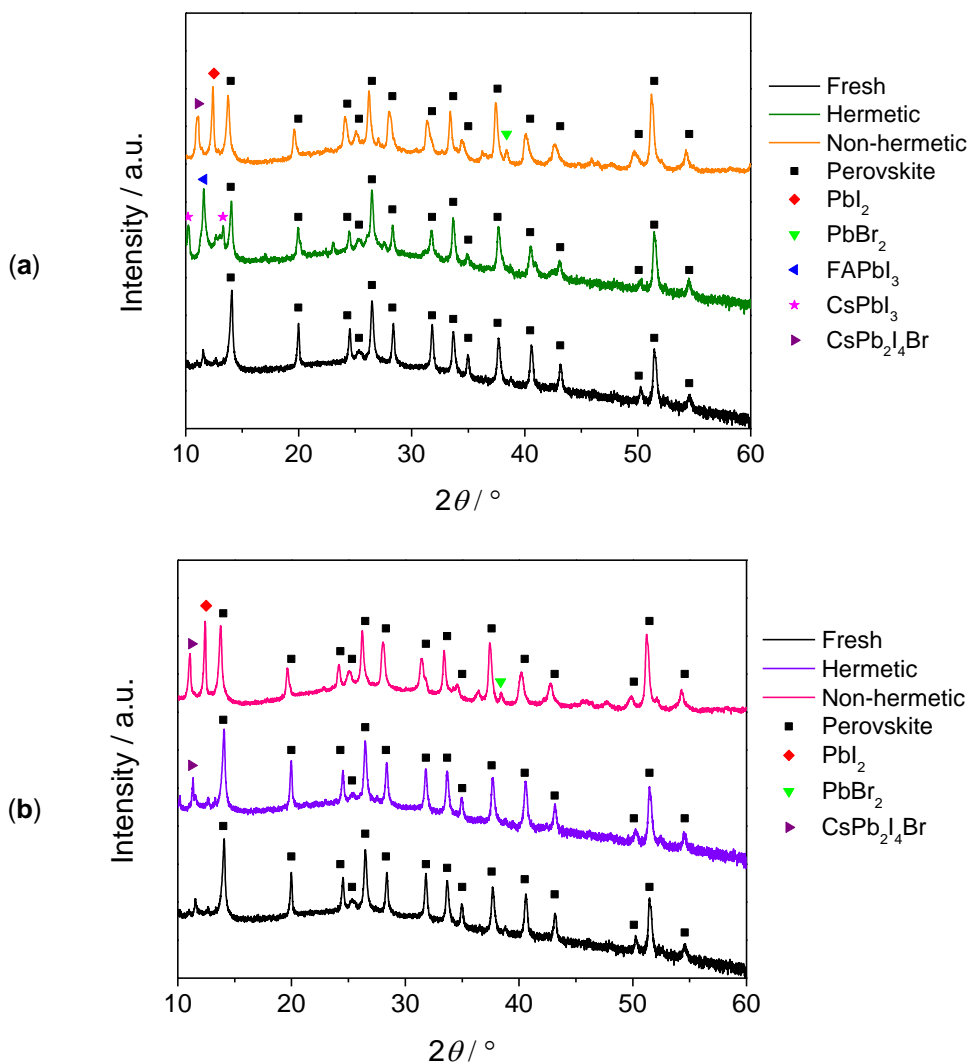 (a)
Intensity / a.u.
10 20 30 40 50 60
2θ / °
Fresh
Hermetic
Non-hermetic
Perovskite
PbI2
PbBr2
FAPbI3
CsPbI3
CsPb2I4Br
(b)
Intensity / a.u.
10 20 30 40 50 60
2θ / °
Fresh
Hermetic
Non-hermetic
Perovskite
PbI2
PbBr2
CsPb2I4Br